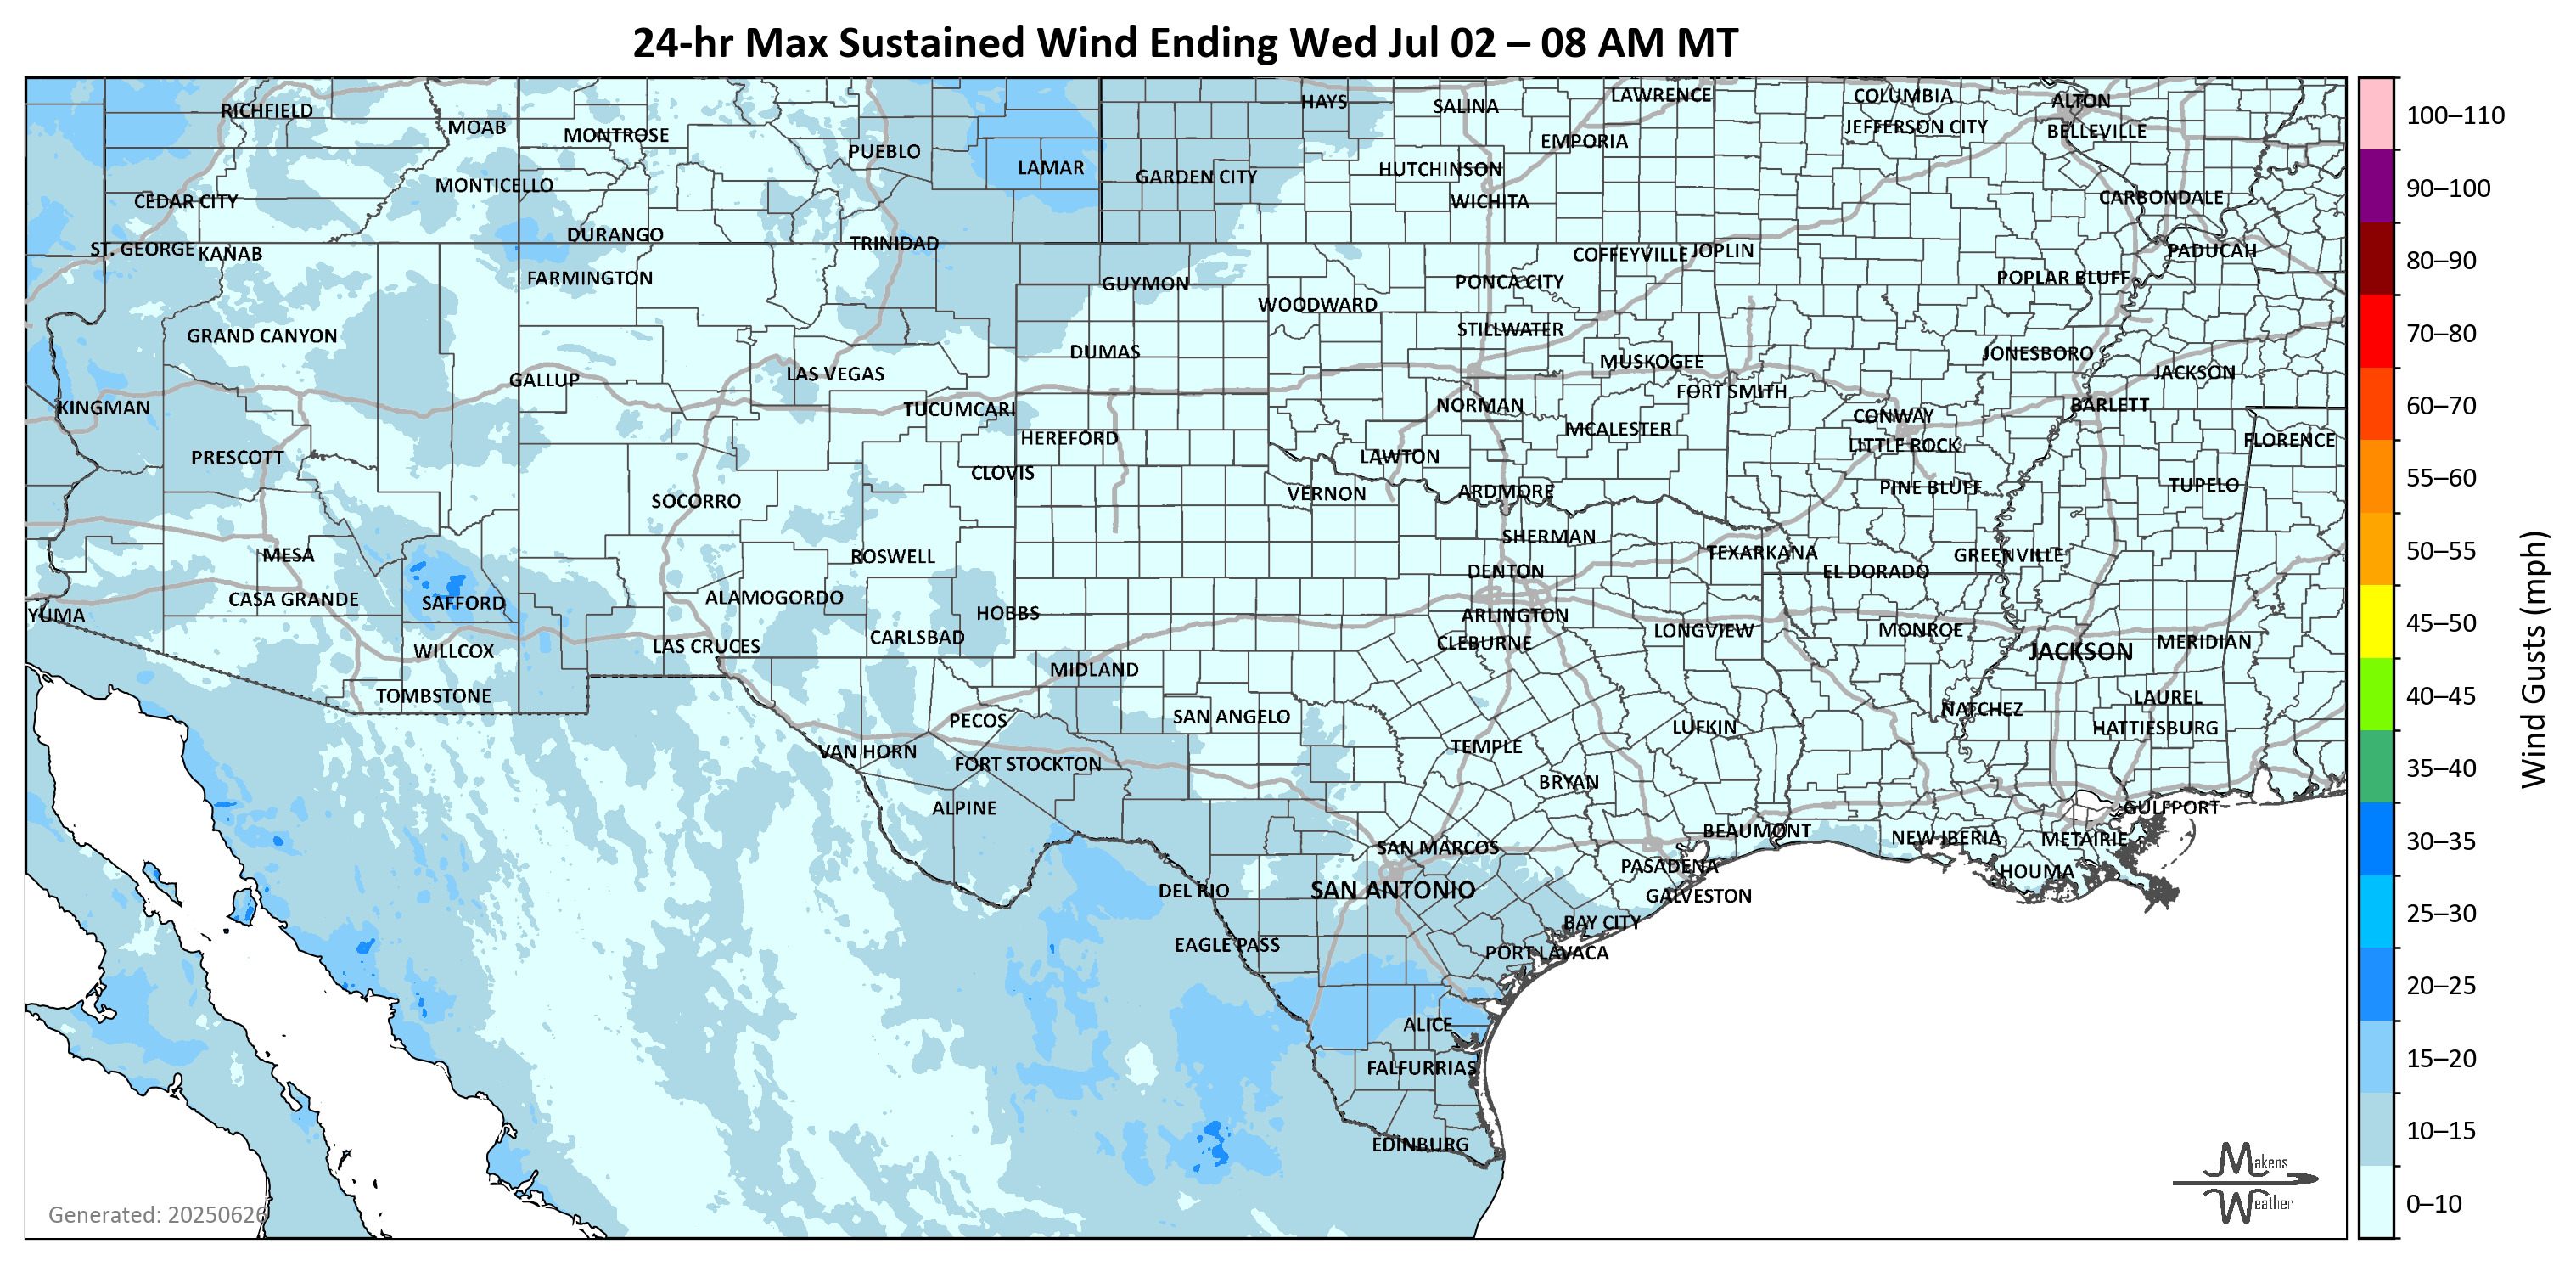 24-hr Max Sustained Wind Ending Wed Jul 02 – 08 AM MT
RICHFIELD
MOAB
MONTROSE
PUEBLO
LAMAR
HAYS
SALINA
LAWRENCE
EMPORIA
COLUMBIA
JEFFERSON CITY
ALTON
BELLEVILLE
CEDAR CITY
MONTICELLO
GARDEN CITY
HUTCHINSON
WICHITA
CARBONDALE
ST. GEORGE
KANAB
DURANGO
TRINIDAD
FARMINGTON
GUYMON
WOODWARD
PONCA CITY
COFFEYVILLE
JOPLIN
POPLAR BLUFF
PADUCAH
GRAND CANYON
STILLWATER
DUMAS
MUSKOGEE
JONESBORO
JACKSON
GALLUP
LAS VEGAS
FORT SMITH
KINGMAN
TUCUMCARI
NORMAN
CONWAY
BARLETT
HEREFORD
MCALESTER
LITTLE ROCK
FLORENCE
PRESCOTT
CLOVIS
LAWTON
SOCORRO
VERNON
ARDMORE
PINE BLUFF
TUPELO
MESA
ROSWELL
SHERMAN
TEXARKANA
GREENVILLE
DENTON
EL DORADO
CASA GRANDE
SAFFORD
ALAMOGORDO
HOBBS
ARLINGTON
YUMA
CARLSBAD
CLEBURNE
LONGVIEW
MONROE
WILLCOX
LAS CRUCES
JACKSON
MERIDIAN
MIDLAND
TOMBSTONE
PECOS
SAN ANGELO
LUFKIN
NATCHEZ
LAUREL
HATTIESBURG
VAN HORN
FORT STOCKTON
TEMPLE
BRYAN
ALPINE
GULFPORT
BEAUMONT
NEW IBERIA
METAIRIE
SAN MARCOS
PASADENA
HOUMA
DEL RIO
SAN ANTONIO
GALVESTON
BAY CITY
EAGLE PASS
PORT LAVACA
ALICE
FALFURRIAS
EDINBURG
Generated: 20250626
Makens
Weather
100–110
90–100
80–90
70–80
60–70
55–60
50–55
45–50
40–45
35–40
30–35
25–30
20–25
15–20
10–15
0–10
Wind Gusts (mph)